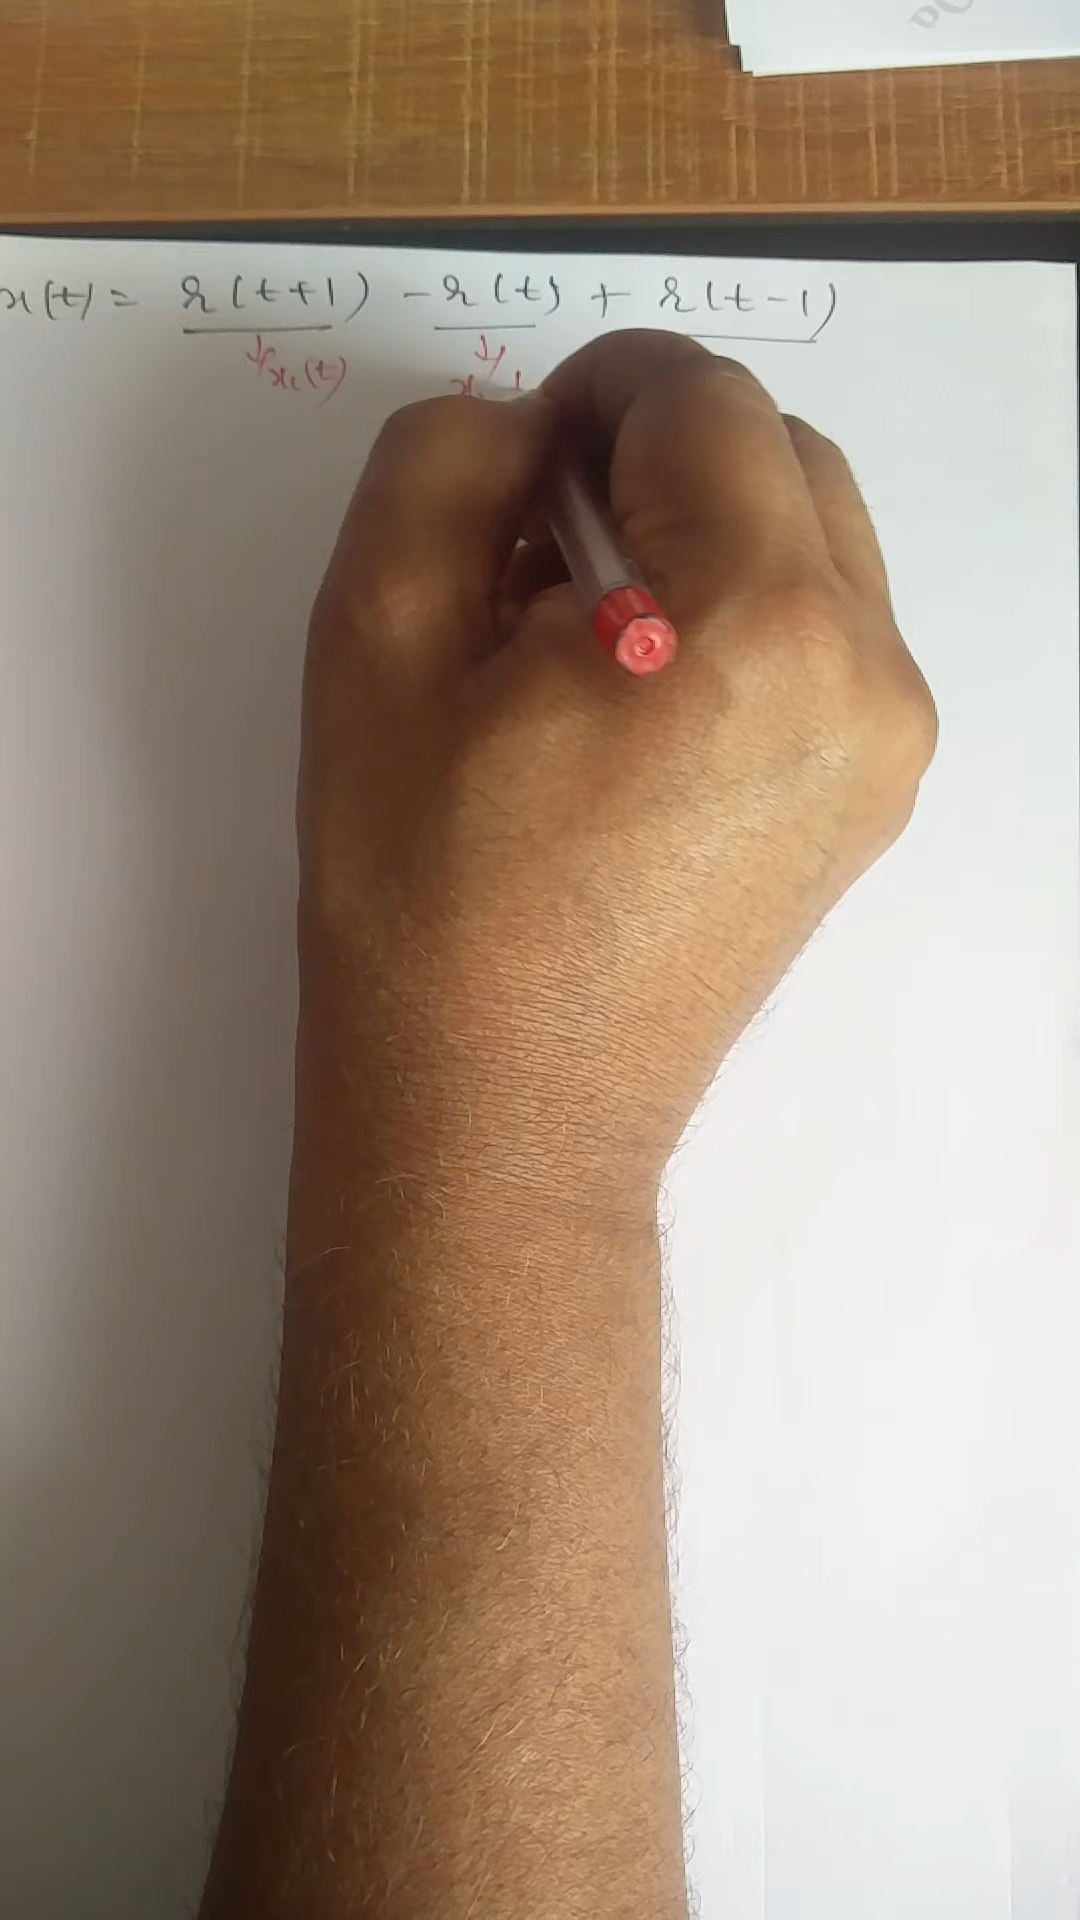 x(t) = r(t+1) - r(t) + r(t-1)
x₁(t)